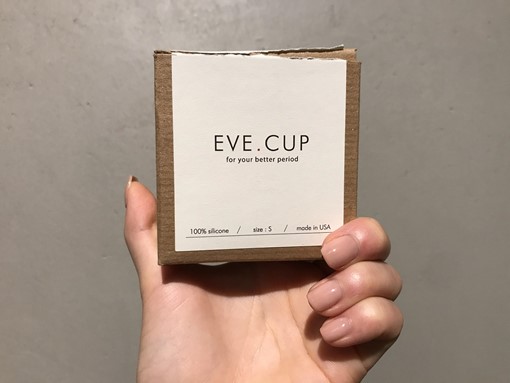 EVE.CUP
for your better period
100% silicone / size : S / made in USA